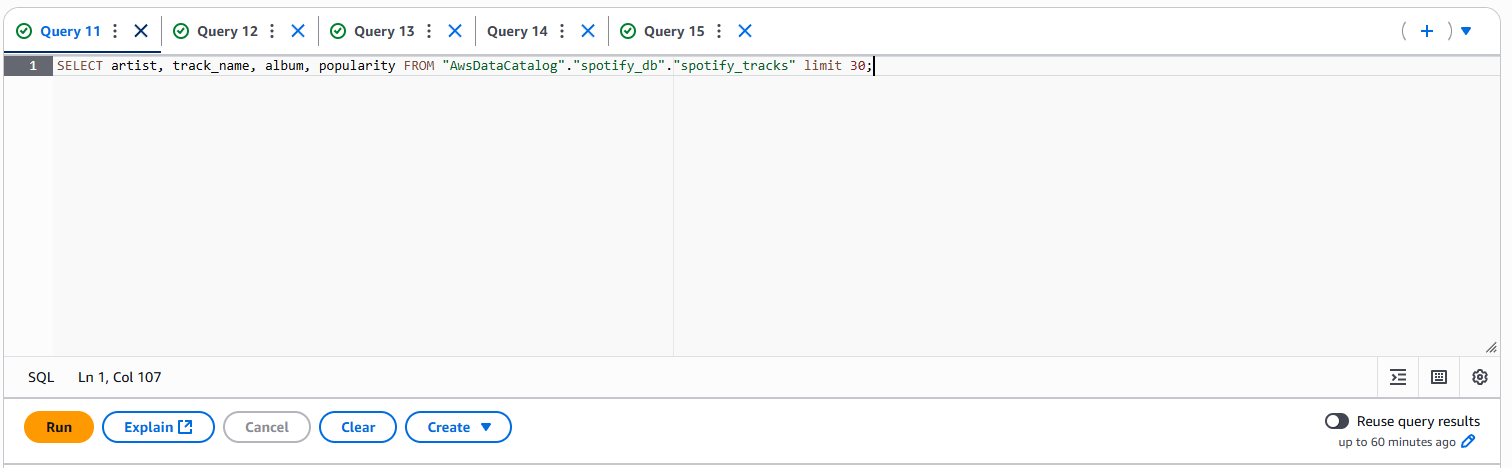 Query 11 Query 12 Query 13 Query 14 Query 15
1 SELECT artist, track_name, album, popularity FROM "AwsDataCatalog"."spotify_db"."spotify_tracks" limit 30;
SQL Ln 1, Col 107
Run Explain Cancel Clear Create Reuse query results
up to 60 minutes ago